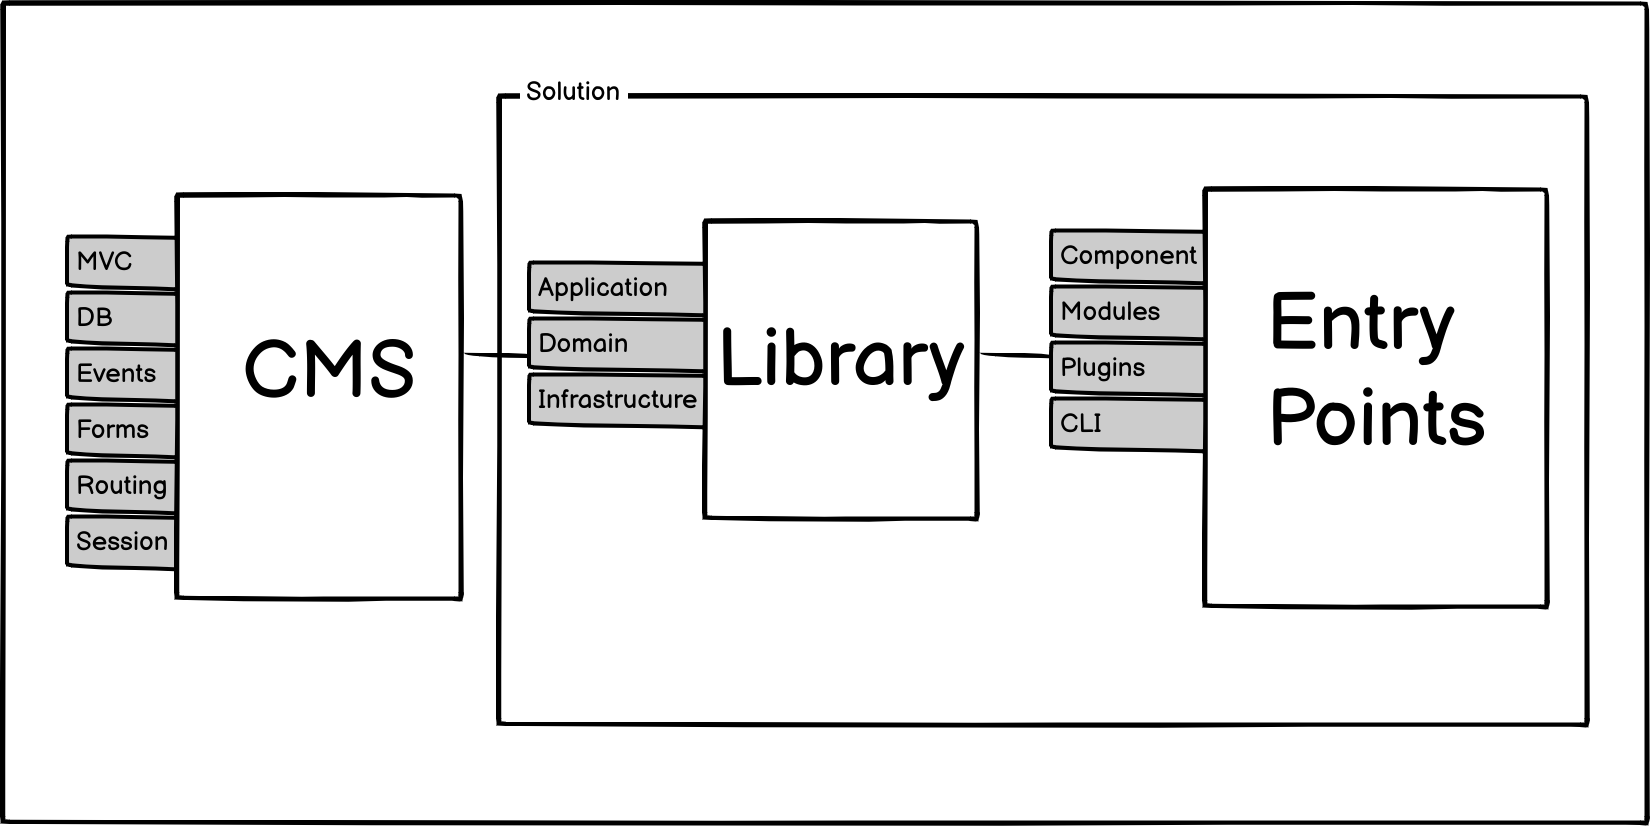 Solution
MVC
DB
Events
Forms
Routing
Session
CMS
Application
Domain
Infrastructure
Library
Component
Modules
Plugins
CLI
Entry
Points